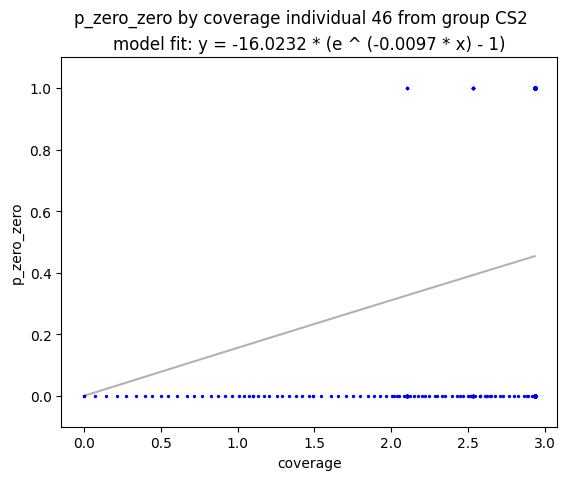 p_zero_zero by coverage individual 46 from group CS2
model fit: y = -16.0232 * (e ^ (-0.0097 * x) - 1)
1.0
0.8
0.6
0.4
0.2
0.0
p_zero_zero
0.0 0.5 1.0 1.5 2.0 2.5 3.0
coverage